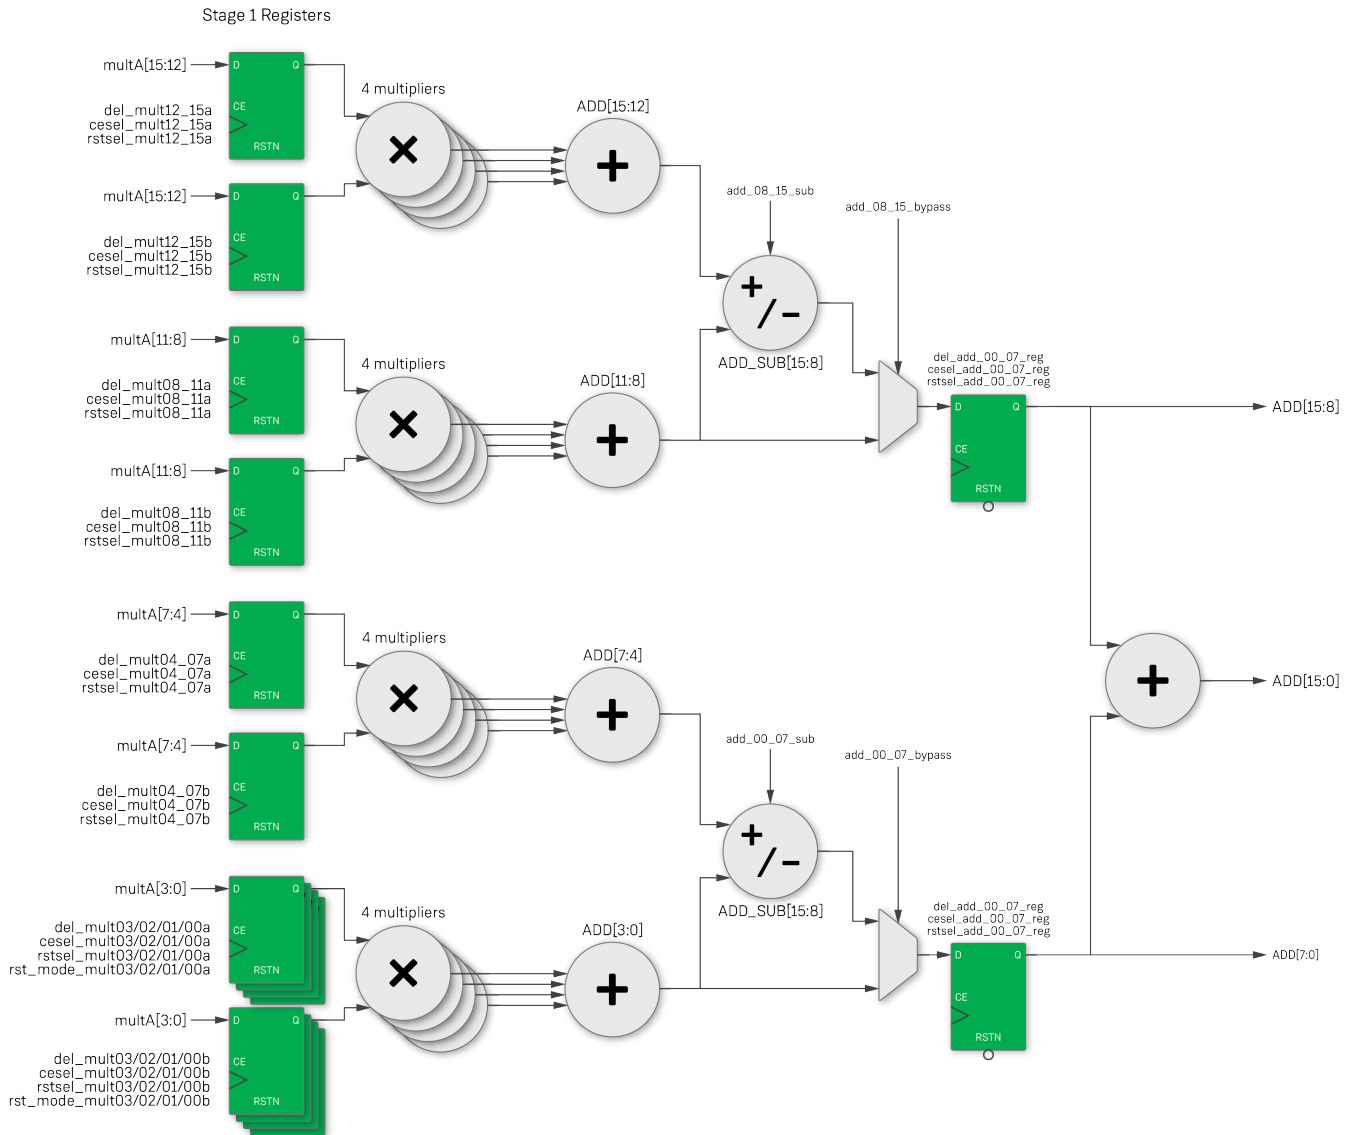 Stage 1 Registers
multA[15:12]
D
Q
CE
RSTN
del_mult12_15a
cesel_mult12_15a
rstsel_mult12_15a
4 multipliers
ADD[15:12]
multA[15:12]
D
Q
CE
RSTN
del_mult12_15b
cesel_mult12_15b
rstsel_mult12_15b
add_08_15_sub
add_08_15_bypass
+
/-
ADD_SUB[15:8]
multA[11:8]
D
Q
CE
RSTN
del_mult08_11a
cesel_mult08_11a
rstsel_mult08_11a
4 multipliers
ADD[11:8]
del_add_00_07_reg
cesel_add_00_07_reg
rstsel_add_00_07_reg
D
Q
CE
RSTN
ADD[15:8]
multA[11:8]
D
Q
CE
RSTN
del_mult08_11b
cesel_mult08_11b
rstsel_mult08_11b
multA[7:4]
D
Q
CE
RSTN
del_mult04_07a
cesel_mult04_07a
rstsel_mult04_07a
4 multipliers
ADD[7:4]
ADD[15:0]
multA[7:4]
D
Q
CE
RSTN
del_mult04_07b
cesel_mult04_07b
rstsel_mult04_07b
add_00_07_sub
add_00_07_bypass
+
/-
ADD_SUB[15:8]
multA[3:0]
D
Q
CE
RSTN
del_mult03/02/01/00a
cesel_mult03/02/01/00a
rstsel_mult03/02/01/00a
rst_mode_mult03/02/01/00a
4 multipliers
ADD[3:0]
del_add_00_07_reg
cesel_add_00_07_reg
rstsel_add_00_07_reg
D
Q
CE
RSTN
ADD[7:0]
multA[3:0]
D
Q
CE
RSTN
del_mult03/02/01/00b
cesel_mult03/02/01/00b
rstsel_mult03/02/01/00b
rst_mode_mult03/02/01/00b